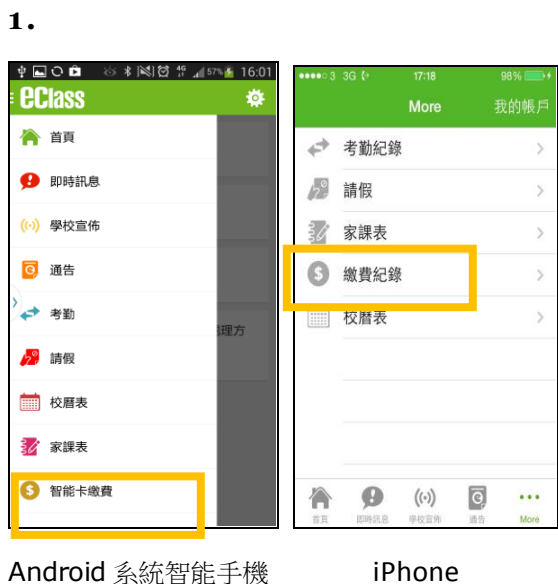 1.
4G 57% 16:01
eClass
首頁
即時訊息
學校宣佈
通告
考勤
理方
請假
校曆表
家課表
智能卡繳費
3 3G 17:18 98%
More 我的帳戶
考勤紀錄
請假
家課表
繳費紀錄
校曆表
首頁 即時訊息 學校宣佈 通告 More
Android 系統智能手機 iPhone